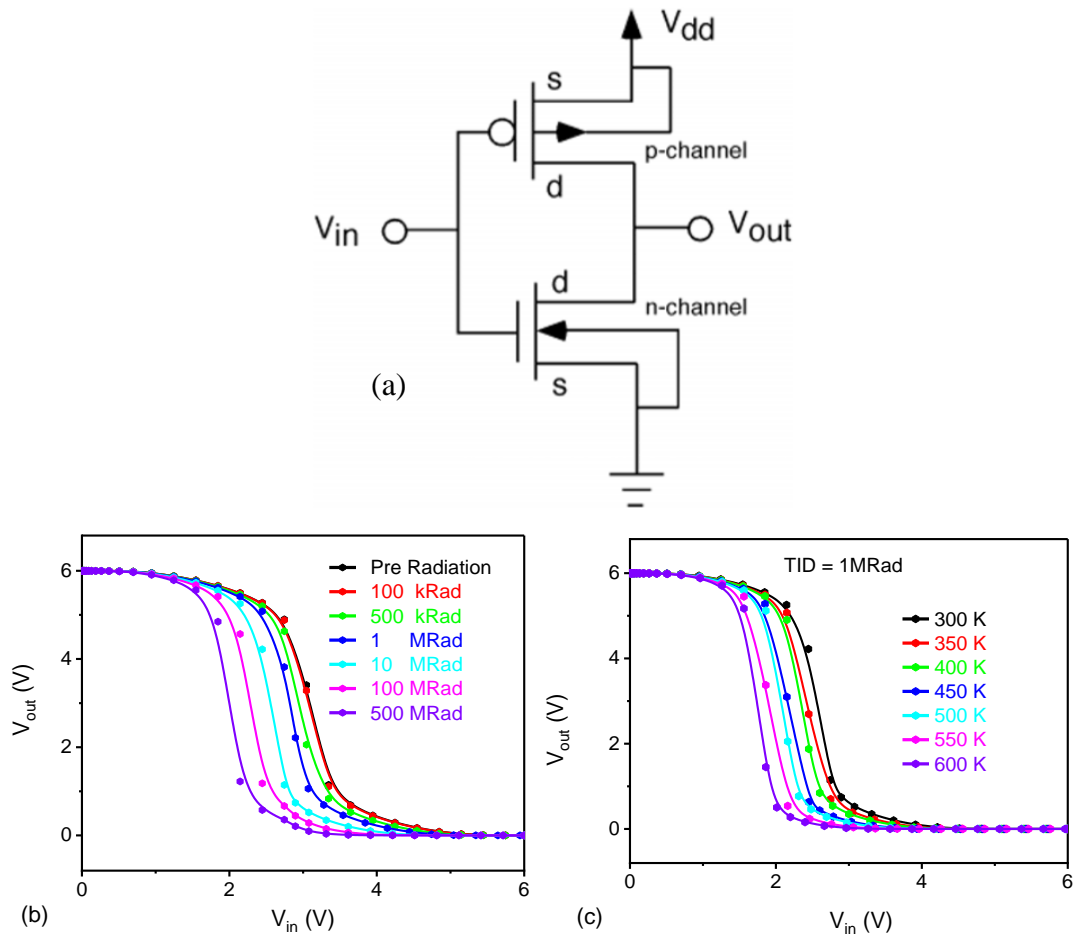 Vdd
s
p-channel
d
Vin
Vout
d
n-channel
s
(a)
Vout (V)
6
4
2
0
0 2 4 6
Vin (V)
Pre Radiation
100 kRad
500 kRad
1 MRad
10 MRad
100 MRad
500 MRad
(b)
Vout (V)
6
4
2
0
0 2 4 6
Vin (V)
TID = 1MRad
300 K
350 K
400 K
450 K
500 K
550 K
600 K
(c)